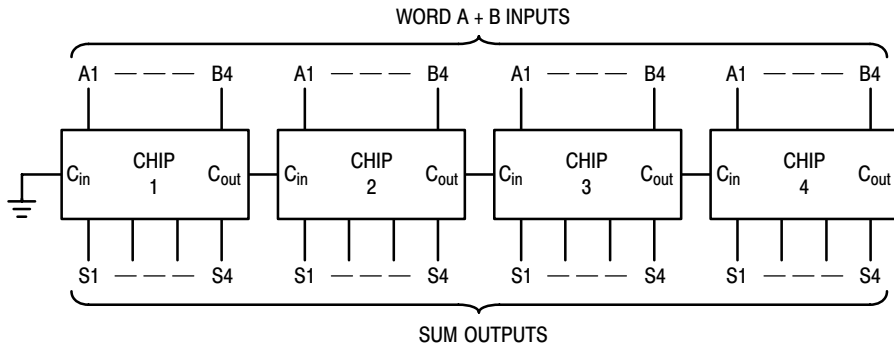 WORD A + B INPUTS
A1 — — — B4 A1 — — — B4 A1 — — — B4 A1 — — — B4
CHIP CHIP CHIP CHIP
Cin 1 Cout Cin 2 Cout Cin 3 Cout Cin 4 Cout
S1 — — — S4 S1 — — — S4 S1 — — — S4 S1 — — — S4
SUM OUTPUTS